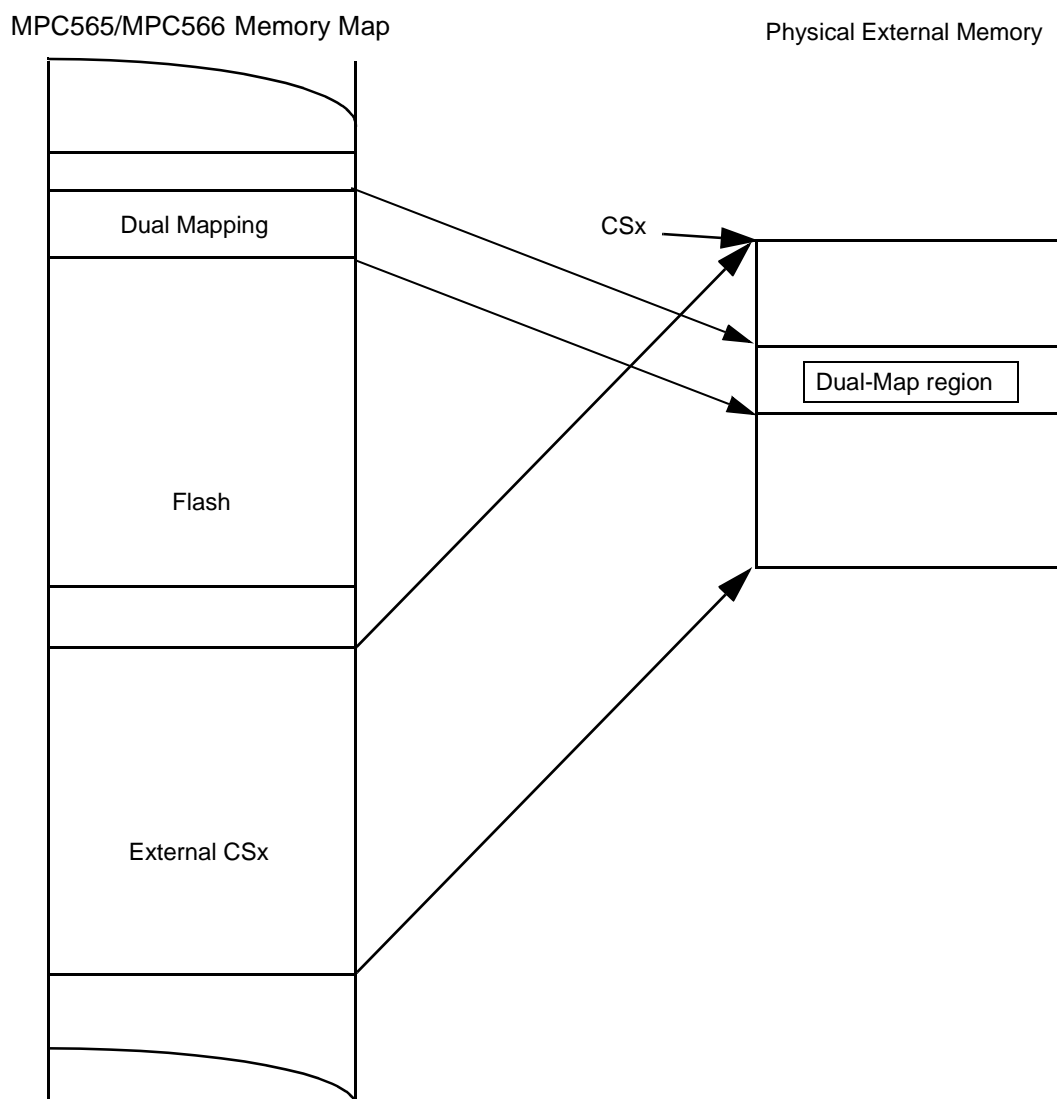 MPC565/MPC566 Memory Map
Physical External Memory
Dual Mapping
CSx
Dual-Map region
Flash
External CSx